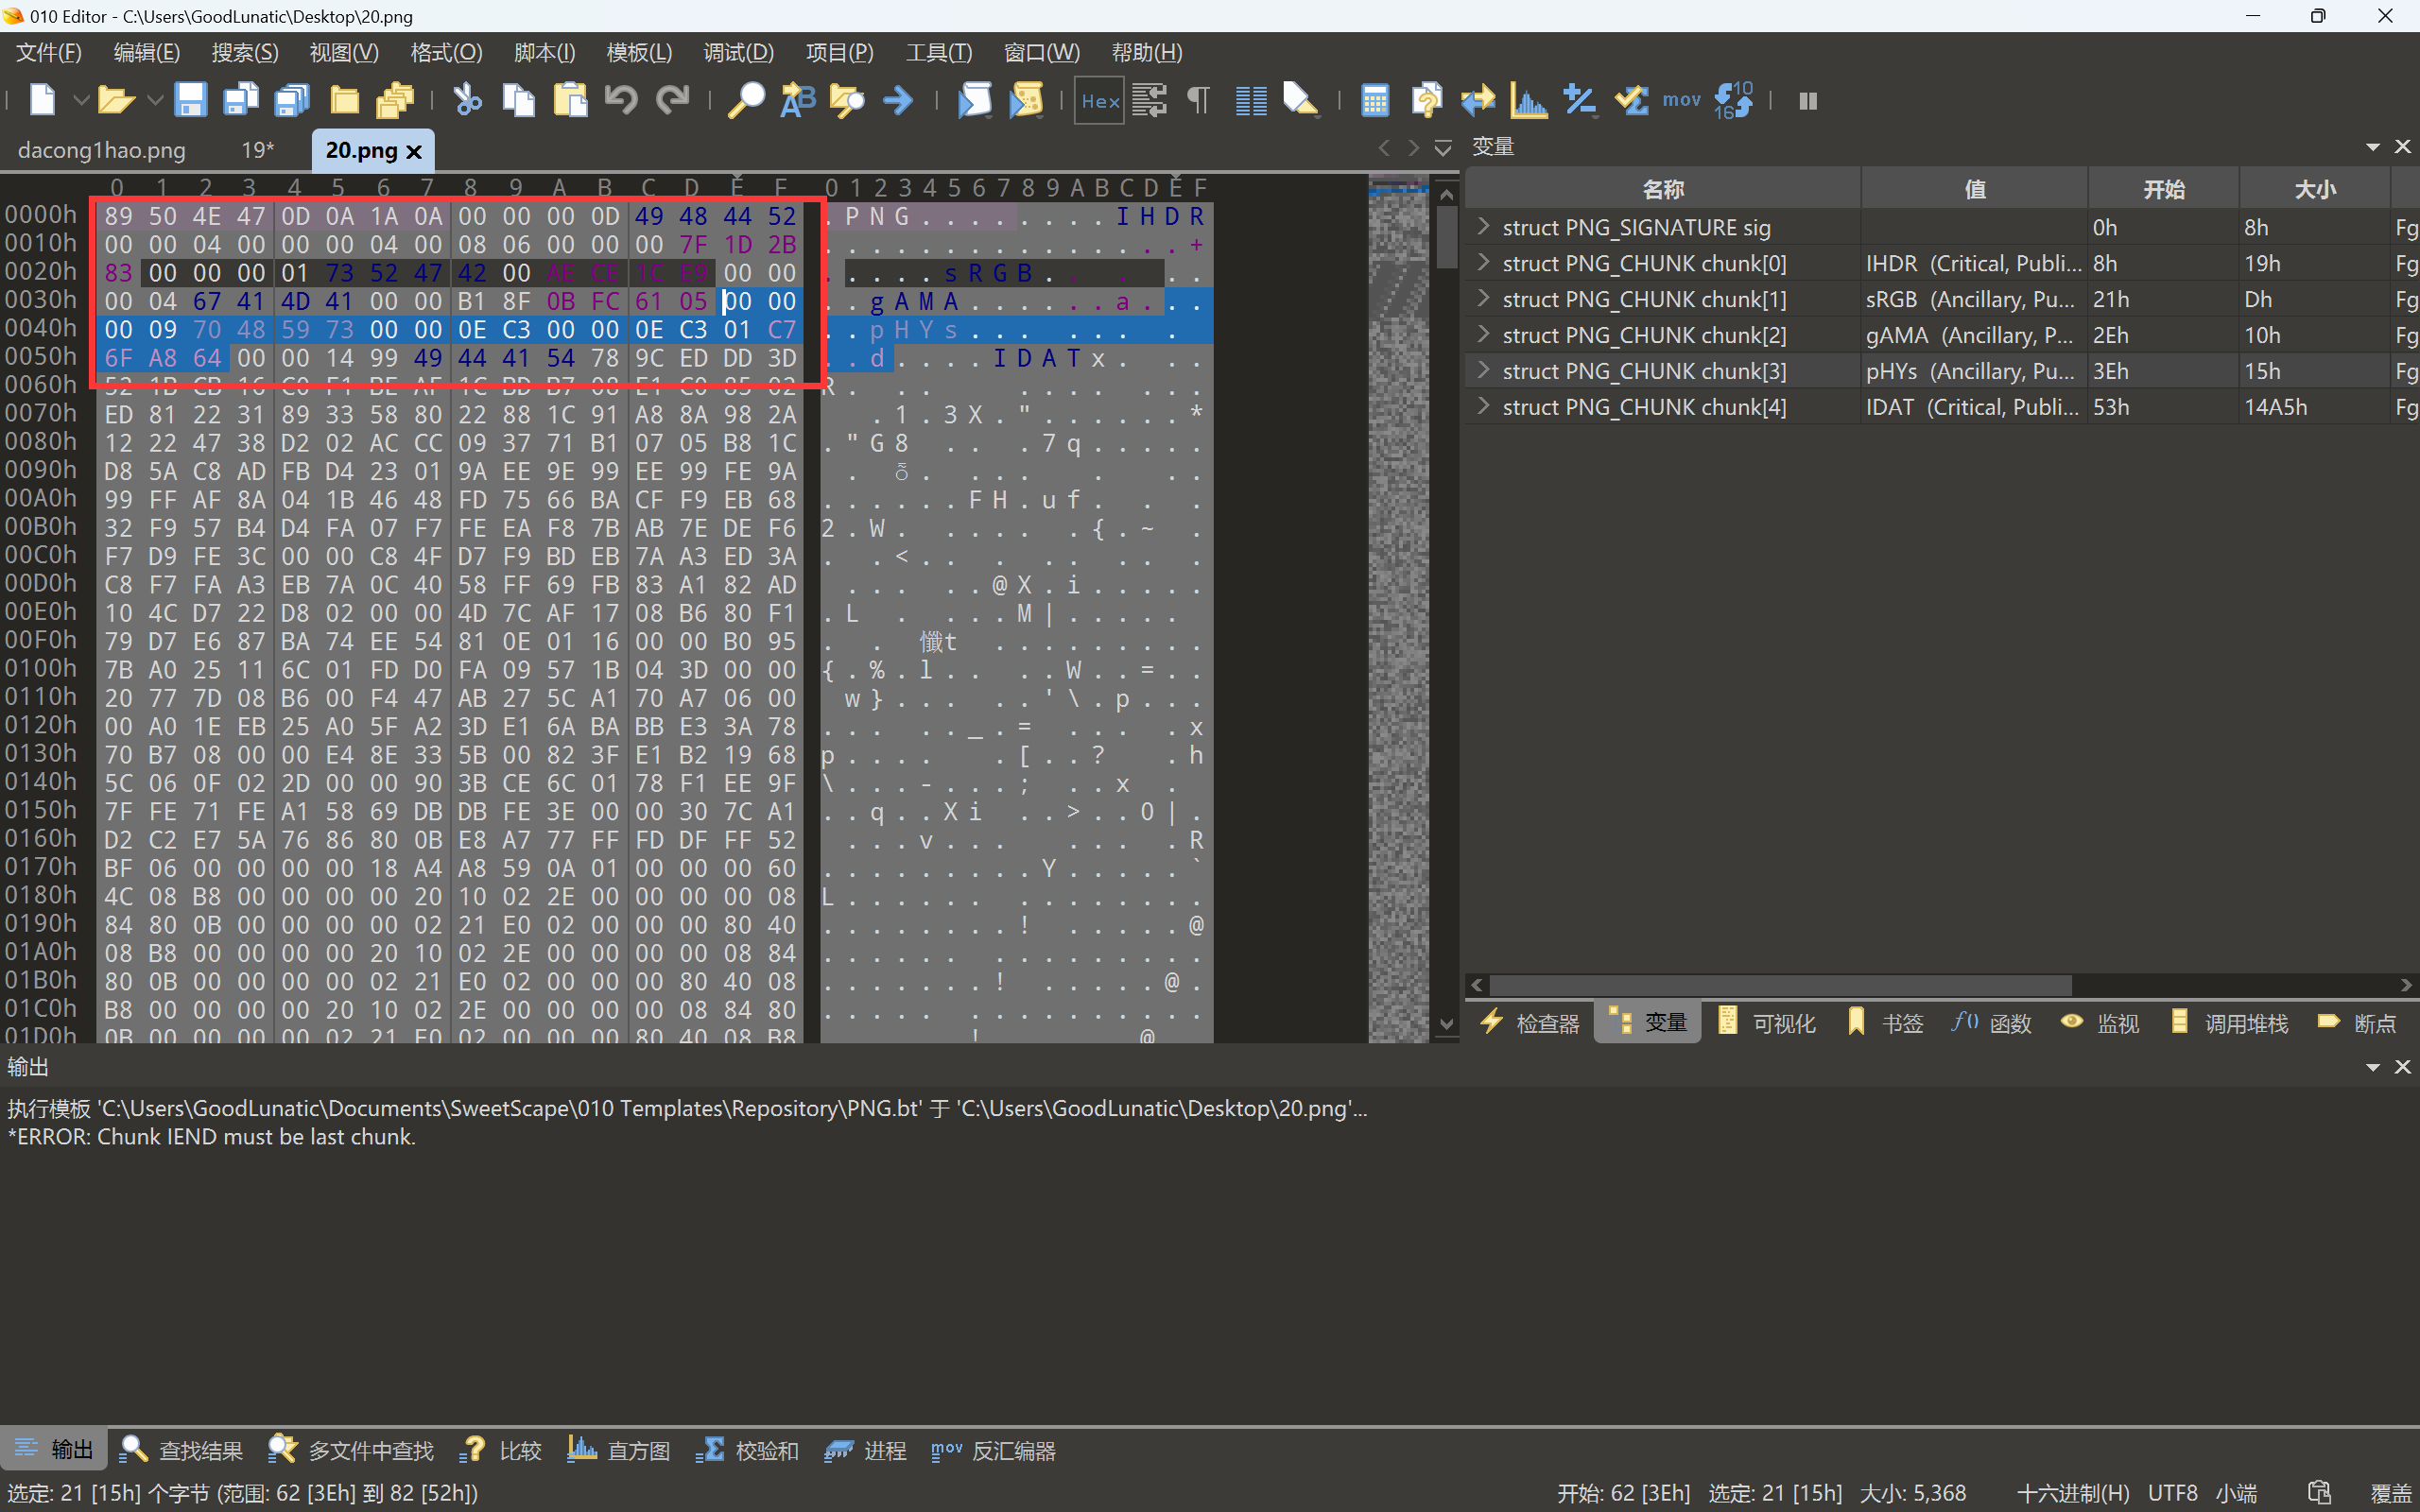 010 Editor - C:\Users\GoodLunatic\Desktop\20.png
文件(F) 编辑(E) 搜索(S) 视图(V) 格式(O) 脚本(I) 模板(L) 调试(D) 项目(P) 工具(T) 窗口(W) 帮助(H)
Hex mov
dacong1hao.png 19* 20.png
变量
名称 值 开始 大小
struct PNG_SIGNATURE sig 0h 8h Fg
struct PNG_CHUNK chunk[0] IHDR (Critical, Publi... 8h 19h Fg
struct PNG_CHUNK chunk[1] sRGB (Ancillary, Pu... 21h Dh Fg
struct PNG_CHUNK chunk[2] gAMA (Ancillary, P... 2Eh 10h Fg
struct PNG_CHUNK chunk[3] pHYs (Ancillary, Pu... 3Eh 15h Fg
struct PNG_CHUNK chunk[4] IDAT (Critical, Publi... 53h 14A5h Fg
0 1 2 3 4 5 6 7 8 9 A B C D E F 0 1 2 3 4 5 6 7 8 9 A B C D E F
0000h 89 50 4E 47 0D 0A 1A 0A 00 00 00 0D 49 48 44 52 .PNG........IHDR
0010h 00 00 04 00 00 00 04 00 08 06 00 00 00 7F 1D 2B ...............+
0020h 83 00 00 00 01 73 52 47 42 00 AE CE 1C E9 00 00 .....sRGB. . ..
0030h 00 04 67 41 4D 41 00 00 B1 8F 0B FC 61 05 00 00 ..gAMA......a...
0040h 00 09 70 48 59 73 00 00 0E C3 00 00 0E C3 01 C7 ..pHYs... ... .
0050h 6F A8 64 00 00 14 99 49 44 41 54 78 9C ED DD 3D ..d....IDATx. ..
0060h 52 1B CB 16 C0 F1 BE AF 1C BD B7 08 E1 C0 85 02
0070h ED 81 22 31 89 33 58 80 22 88 1C 91 A8 8A 98 2A
0080h 12 22 47 38 D2 02 AC CC 09 37 71 B1 07 05 B8 1C
0090h D8 5A C8 AD FB D4 23 01 9A EE 9E 99 EE 99 FE 9A
00A0h 99 FF AF 8A 04 1B 46 48 FD 75 66 BA CF F9 EB 68
00B0h 32 F9 57 B4 D4 FA 07 F7 FE EA F8 7B AB 7E DE F6
00C0h F7 D9 FE 3C 00 00 C8 4F D7 F9 BD EB 7A A3 ED 3A
00D0h C8 F7 FA A3 EB 7A 0C 40 58 FF 69 FB 83 A1 82 AD
00E0h 10 4C D7 22 D8 02 00 00 4D 7C AF 17 08 B6 80 F1
00F0h 79 D7 E6 87 BA 74 EE 54 81 0E 01 16 00 00 B0 95
0100h 7B A0 25 11 6C 01 FD D0 FA 09 57 1B 04 3D 00 00
0110h 20 77 7D 08 B6 00 F4 47 AB 27 5C A1 70 A7 06 00
0120h 00 A0 1E EB 25 A0 5F A2 3D E1 6A BA BB E3 3A 78
0130h 70 B7 08 00 00 E4 8E 33 5B 00 82 3F E1 B2 19 68
0140h 5C 06 0F 02 2D 00 00 90 3B CE 6C 01 78 F1 EE 9F
0150h 7F FE 71 FE A1 58 69 DB DB FE 3E 00 00 30 7C A1
0160h D2 C2 E7 5A 76 86 80 0B E8 A7 77 FF FD DF FF 52
0170h BF 06 00 00 00 00 18 A4 A8 59 0A 01 00 00 00 60
0180h 4C 08 B8 00 00 00 00 20 10 02 2E 00 00 00 00 08
0190h 84 80 0B 00 00 00 00 02 21 E0 02 00 00 00 80 40
01A0h 08 B8 00 00 00 00 20 10 02 2E 00 00 00 00 08 84
01B0h 80 0B 00 00 00 00 02 21 E0 02 00 00 00 80 40 08
01C0h B8 00 00 00 00 20 10 02 2E 00 00 00 00 08 84 80
01D0h 0B 00 00 00 00 02 21 E0 02 00 00 00 80 40 08 B8
检查器 变量 可视化 书签 函数 监视 调用堆栈 断点
输出
执行模板 'C:\Users\GoodLunatic\Documents\SweetScape\010 Templates\Repository\PNG.bt' 于 'C:\Users\GoodLunatic\Desktop\20.png'...
*ERROR: Chunk IEND must be last chunk.
输出 查找结果 多文件中查找 比较 直方图 校验和 进程 mov 反汇编器
选定: 21 [15h] 个字节 (范围: 62 [3Eh] 到 82 [52h]) 开始: 62 [3Eh] 选定: 21 [15h] 大小: 5,368 十六进制(H) UTF8 小端 覆盖